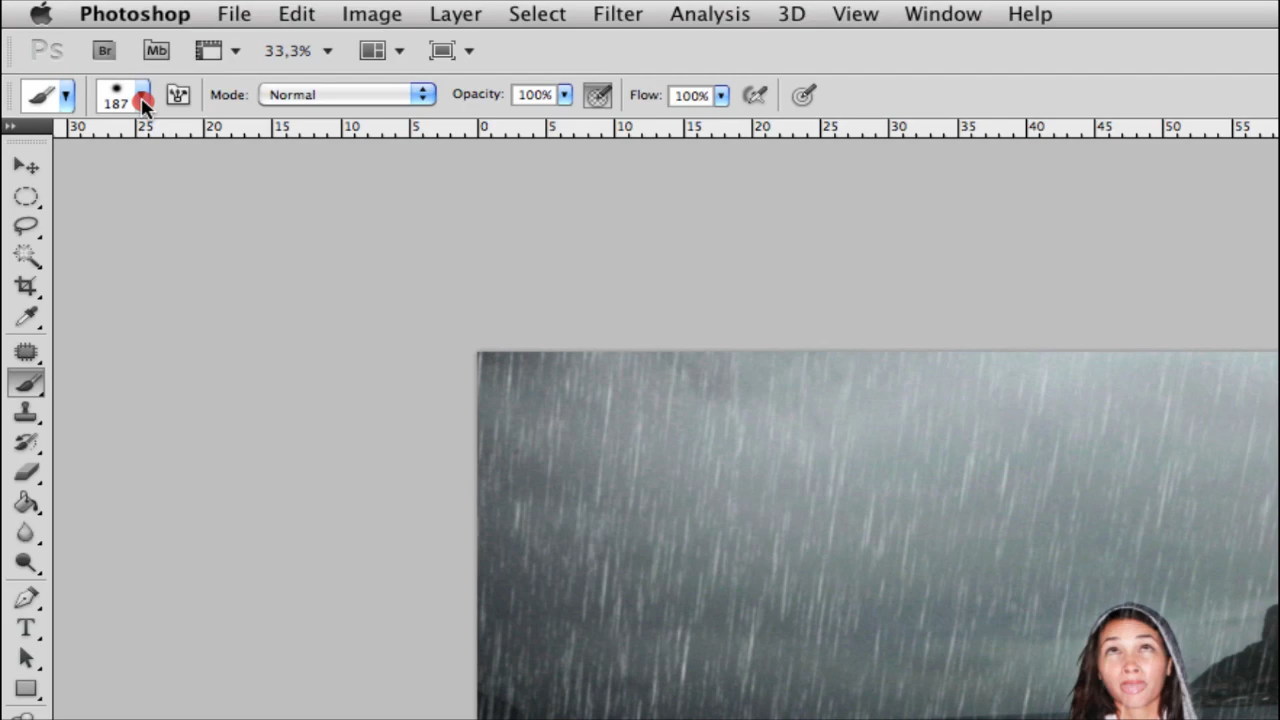 Photoshop File Edit Image Layer Select Filter Analysis 3D View Window Help
Ps Br Mb 33,3%
187 Mode: Normal Opacity: 100% Flow: 100%
30 25 20 15 10 5 0 5 10 15 20 25 30 35 40 45 50 55
T